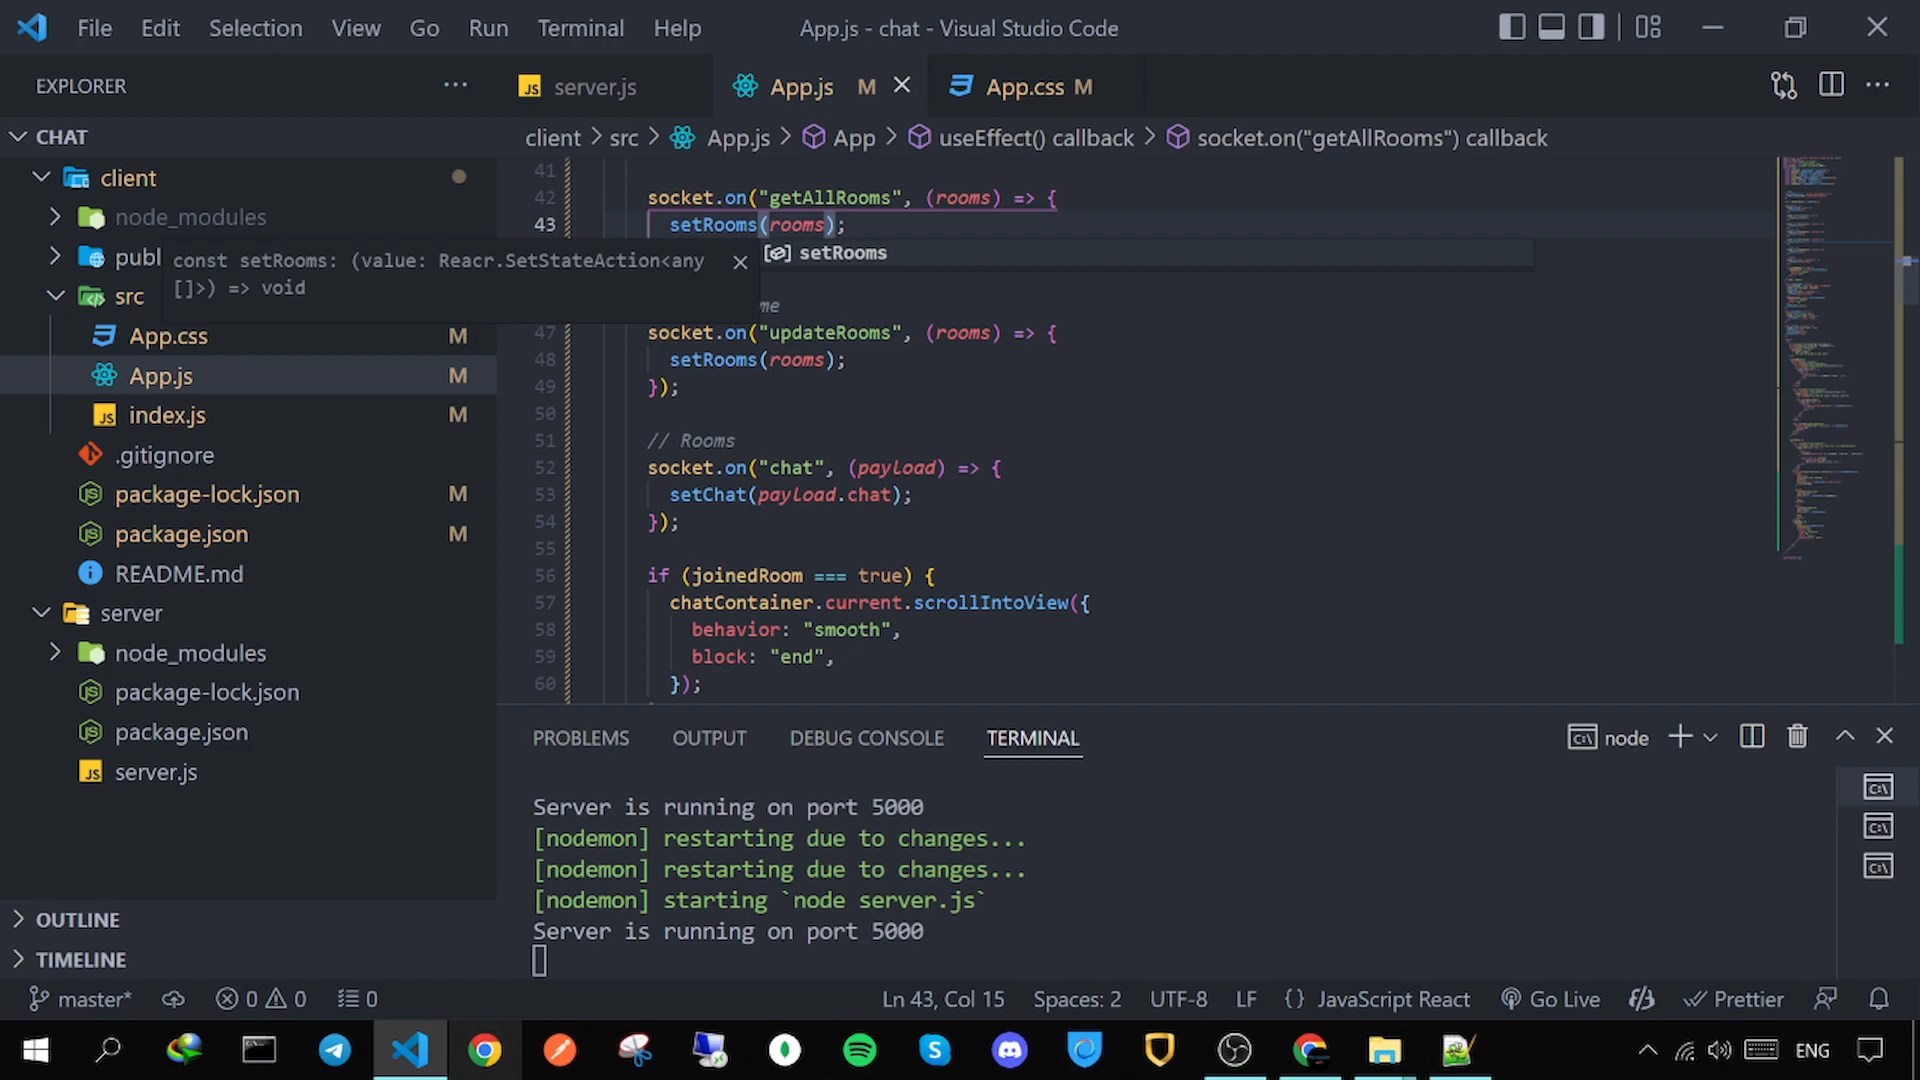 File Edit Selection View Go Run Terminal Help App.js - chat - Visual Studio Code
EXPLORER
server.js
App.js M
App.css M
CHAT
client > src > App.js > App > useEffect() callback > socket.on("getAllRooms") callback
client
node_modules
publ
src
App.css M
App.js M
index.js M
.gitignore
package-lock.json M
package.json M
README.md
server
node_modules
package-lock.json
package.json
server.js
OUTLINE
TIMELINE
const setRooms: (value: Reacr.SetStateAction<any
[]>) => void
41
42 socket.on("getAllRooms", (rooms) => {
43 setRooms(rooms);
setRooms
me
47 socket.on("updateRooms", (rooms) => {
48 setRooms(rooms);
49 });
50
51 // Rooms
52 socket.on("chat", (payload) => {
53 setChat(payload.chat);
54 });
55
56 if (joinedRoom === true) {
57 chatContainer.current.scrollIntoView({
58 behavior: "smooth",
59 block: "end",
60 });
PROBLEMS OUTPUT DEBUG CONSOLE TERMINAL
node
Server is running on port 5000
[nodemon] restarting due to changes...
[nodemon] restarting due to changes...
[nodemon] starting `node server.js`
Server is running on port 5000
master* 0 0 0 Ln 43, Col 15 Spaces: 2 UTF-8 LF {} JavaScript React Go Live Prettier
ENG